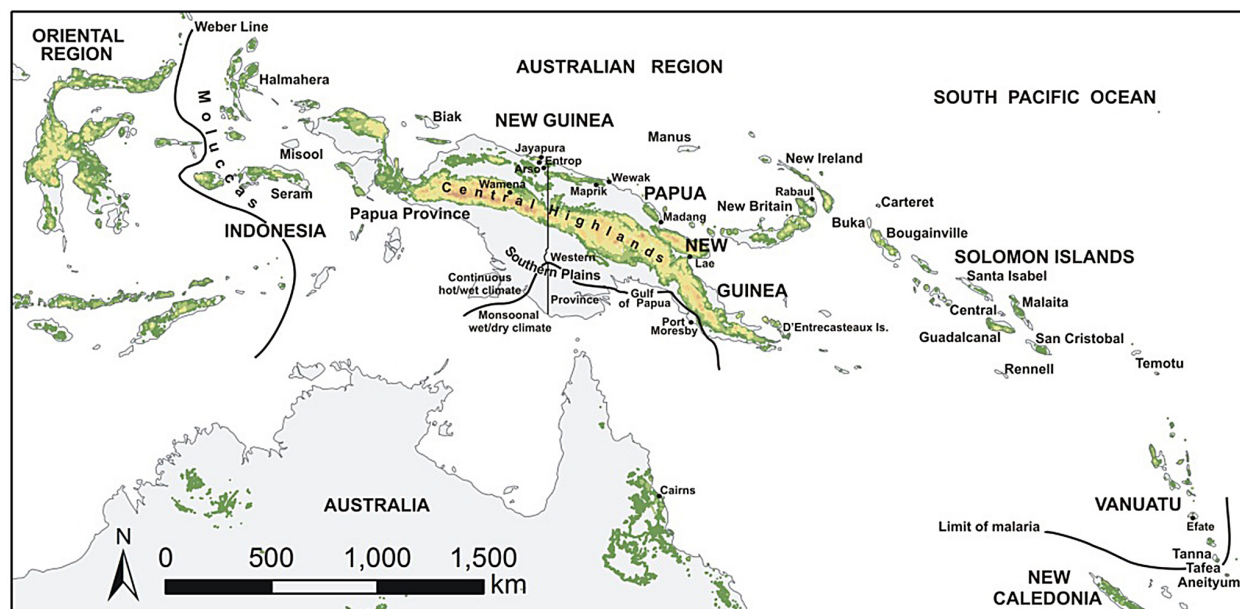 Weber Line
ORIENTAL
REGION
Halmahera
AUSTRALIAN REGION
SOUTH PACIFIC OCEAN
Moluccas
Biak
NEW GUINEA
Manus
Jayapura
Entrop
Arso
Misool
New Ireland
Seram
Wamena
Wewak
Maprik
PAPUA
Rabaul
Central Highlands
Papua Province
Madang
New Britain
Carteret
Buka
INDONESIA
Bougainville
NEW
Lae
SOLOMON ISLANDS
Western
Southern Plains
Continuous
hot/wet climate
Santa Isabel
GUINEA
Province
Gulf
of Papua
Central
Malaita
Monsoonal
wet/dry climate
Port
Moresby
D'Entrecasteaux Is.
Guadalcanal
San Cristobal
Rennell
Temotu
Cairns
AUSTRALIA
VANUATU
Efate
Limit of malaria
Tanna
Tafea
Aneityum
NEW
CALEDONIA
N
0 500 1,000 1,500
km